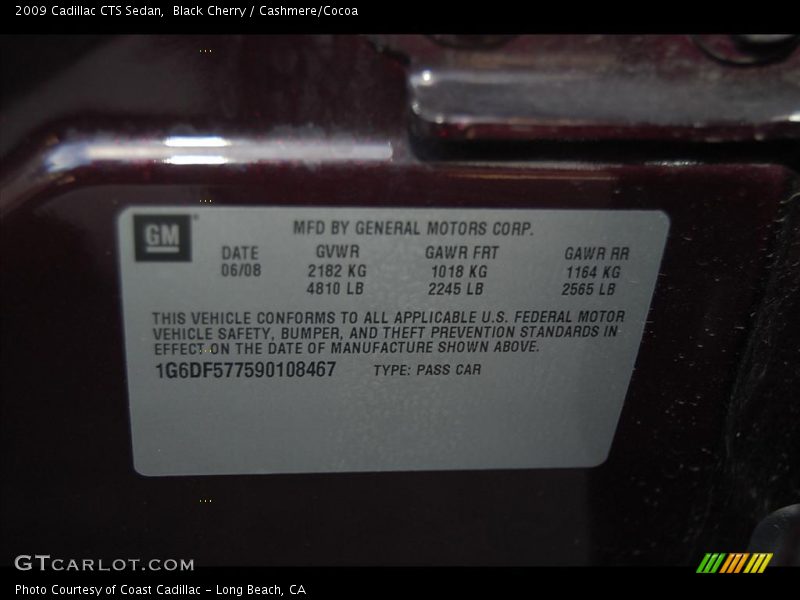 2009 Cadillac CTS Sedan, Black Cherry / Cashmere/Cocoa
GM
MFD BY GENERAL MOTORS CORP.
DATE GVWR GAWR FRT GAWR RR
06/08 2182 KG 1018 KG 1164 KG
4810 LB 2245 LB 2565 LB
THIS VEHICLE CONFORMS TO ALL APPLICABLE U.S. FEDERAL MOTOR
VEHICLE SAFETY, BUMPER, AND THEFT PREVENTION STANDARDS IN
EFFECT ON THE DATE OF MANUFACTURE SHOWN ABOVE.
1G6DF577590108467 TYPE: PASS CAR
GTCARLOT.COM
Photo Courtesy of Coast Cadillac - Long Beach, CA